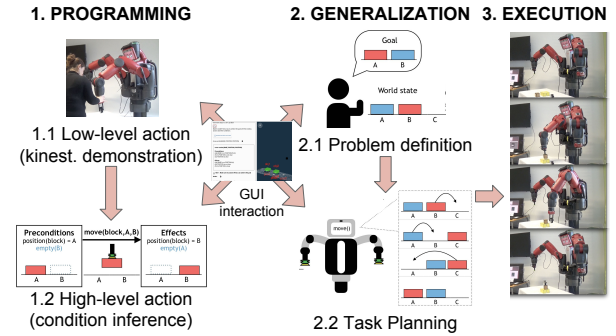 1. PROGRAMMING
2. GENERALIZATION
3. EXECUTION
Goal
A B
World state
A B C
1.1 Low-level action
(kinest. demonstration)
2.1 Problem definition
GUI
interaction
Preconditions
position(block) = A
empty(B)
A B
move(block,A,B)
A B
Effects
position(block) = B
empty(A)
A B
1.2 High-level action
(condition inference)
move()
A B C
A B C
A B C
A B C
2.2 Task Planning